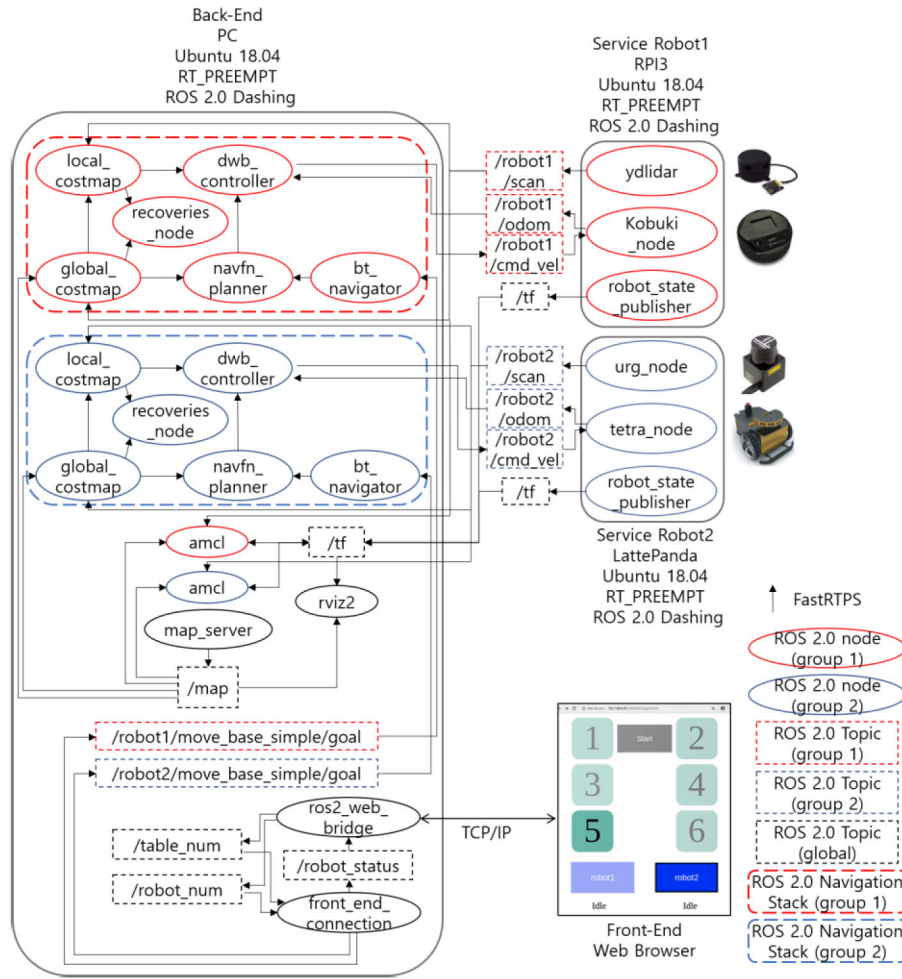 Back-End
PC
Ubuntu 18.04
RT_PREEMPT
ROS 2.0 Dashing
Service Robot1
RPI3
Ubuntu 18.04
RT_PREEMPT
ROS 2.0 Dashing
local_
costmap
dwb_
controller
recoveries
_node
global_
costmap
navfn_
planner
bt_
navigator
/robot1
/scan
/robot1
/odom
/robot1
/cmd_vel
/tf
ydlidar
Kobuki
_node
robot_state
_publisher
local_
costmap
dwb_
controller
recoveries
_node
global_
costmap
navfn_
planner
bt_
navigator
/robot2
/scan
/robot2
/odom
/robot2
/cmd_vel
/tf
urg_node
tetra_node
robot_state
_publisher
Service Robot2
LattePanda
Ubuntu 18.04
RT_PREEMPT
ROS 2.0 Dashing
amcl
/tf
amcl
rviz2
map_server
/map
/robot1/move_base_simple/goal
/robot2/move_base_simple/goal
ros2_web_
bridge
/table_num
/robot_status
/robot_num
front_end
_connection
TCP/IP
1
Start
2
3
4
5
6
robot1
robot2
Idle
Idle
Front-End
Web Browser
FastRTPS
ROS 2.0 node
(group 1)
ROS 2.0 node
(group 2)
ROS 2.0 Topic
(group 1)
ROS 2.0 Topic
(group 2)
ROS 2.0 Topic
(global)
ROS 2.0 Navigation
Stack (group 1)
ROS 2.0 Navigation
Stack (group 2)